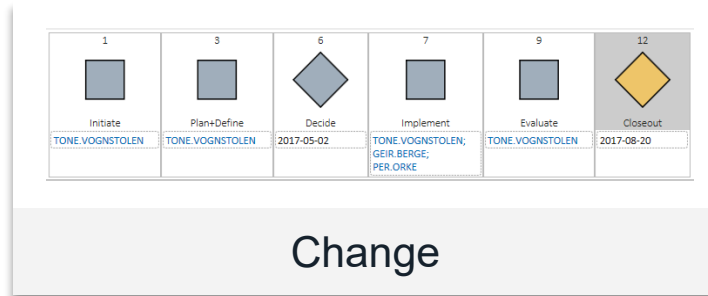 1 3 6 7 9 12
Initiate Plan+Define Decide Implement Evaluate Closeout
TONE.VOGNSTOLEN TONE.VOGNSTOLEN 2017-05-02 TONE.VOGNSTOLEN; TONE.VOGNSTOLEN 2017-08-20
GEIR.BERGE;
PER.ORKE
Change